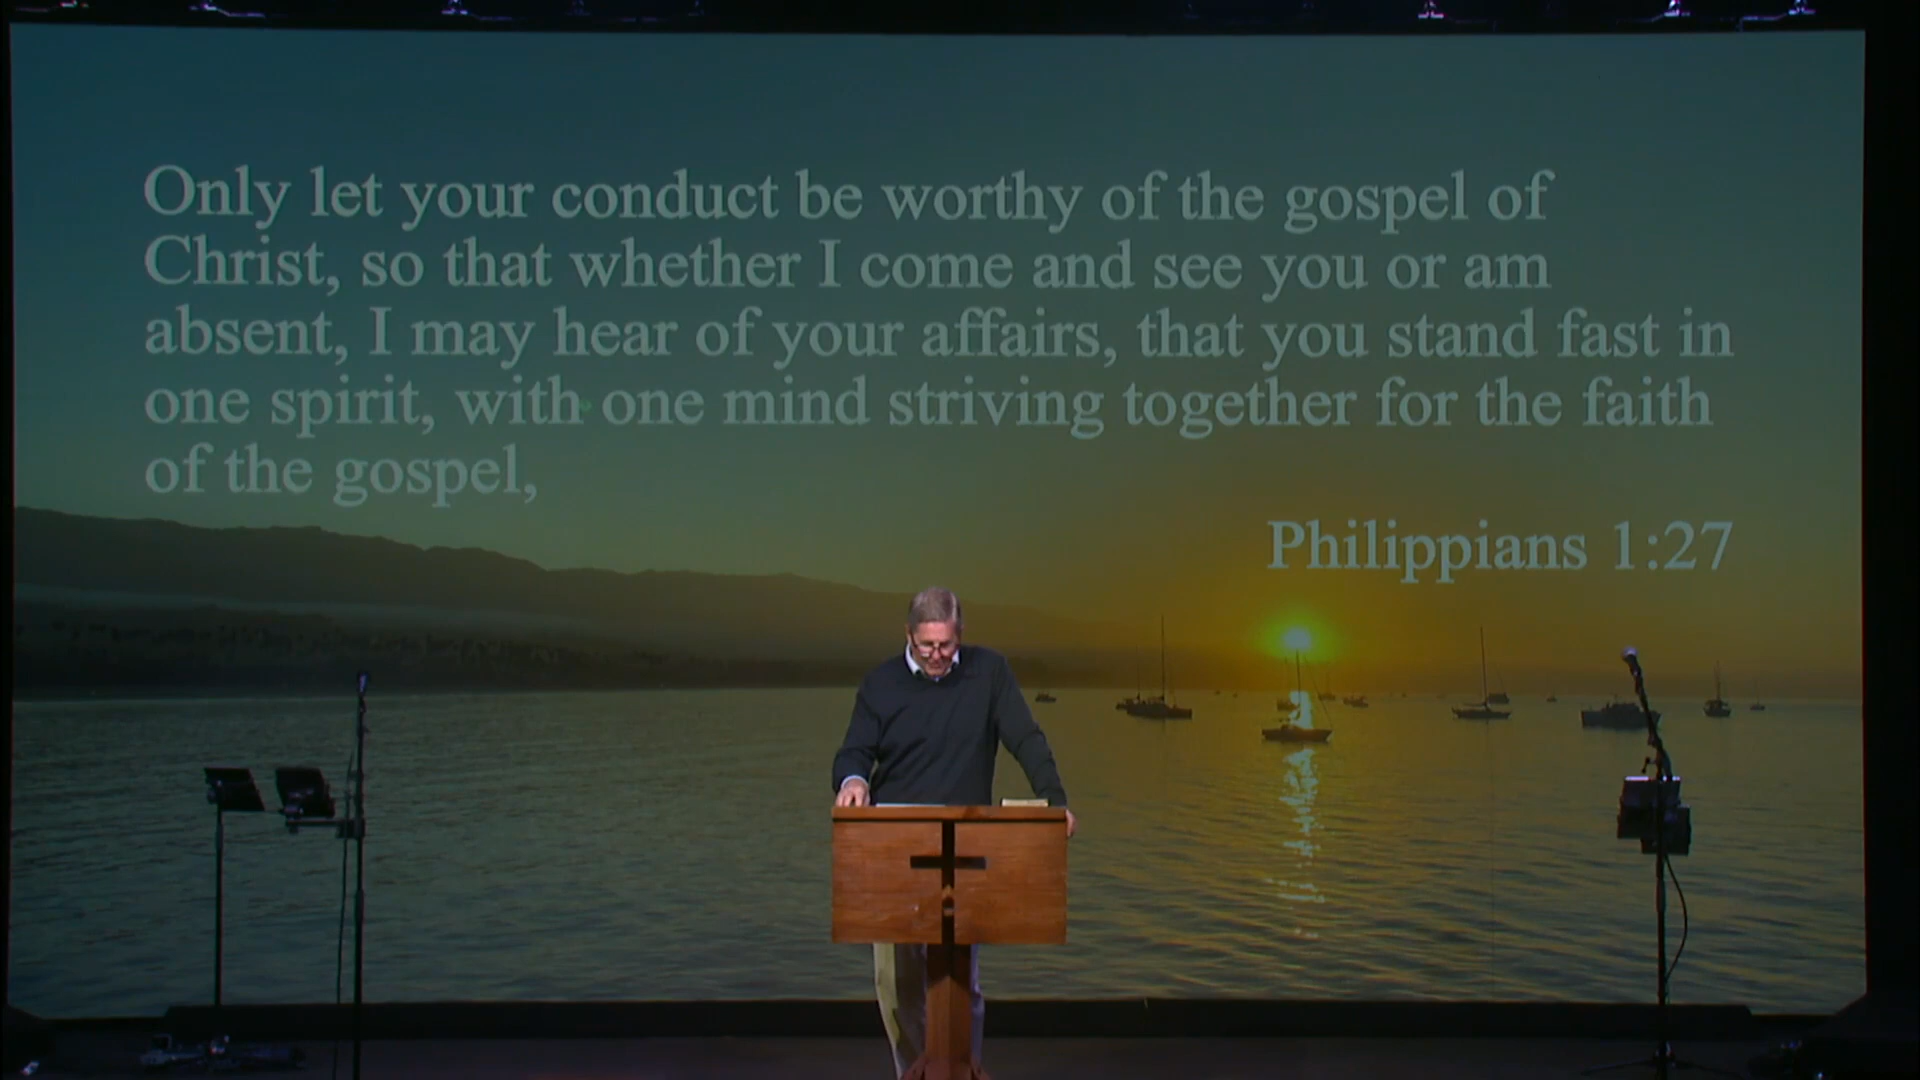 Only let your conduct be worthy of the gospel of
Christ, so that whether I come and see you or am
absent, I may hear of your affairs, that you stand fast in
one spirit, with one mind striving together for the faith
of the gospel,
Philippians 1:27